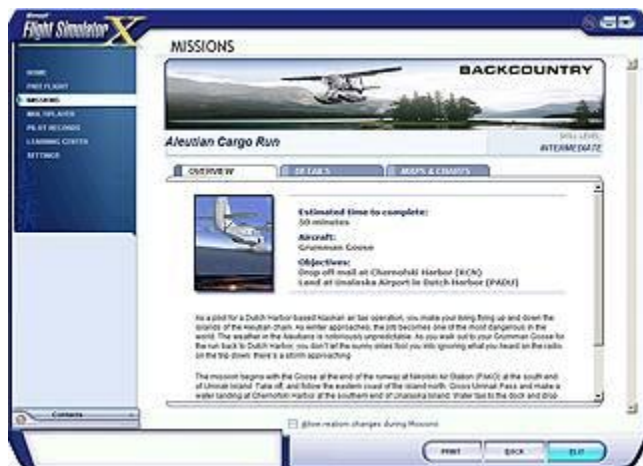 Microsoft
Flight Simulator X
MISSIONS
HOME
FREE FLIGHT
MISSIONS
MULTIPLAYER
PILOT RECORDS
LEARNING CENTER
SETTINGS
BACKCOUNTRY
Aleutian Cargo Run
SKILL LEVEL:
INTERMEDIATE
OVERVIEW
DETAILS
MAPS & CHARTS
Estimated time to complete:
50 minutes
Aircraft:
Grumman Goose
Objectives:
Drop off mail at Chernofski Harbor (KCN)
Land at Unalaska Airport in Dutch Harbor (PADU)
As a pilot for a Dutch Harbor-based Alaskan air taxi operation, you make your living flying up and down the
islands of the Aleutian chain. As winter approaches, the job becomes one of the most dangerous in the
world. The weather in the Aleutians is notoriously unpredictable. As you walk out to your Grumman Goose for
the run back to Dutch Harbor, you don't let the sunny skies fool you into ignoring what you heard on the radio
on the trip down: there's a storm approaching.
The mission begins with the Goose at the end of the runway at Nikolski Air Station (PAKO) at the south end
of Umnak Island. Take off, and follow the eastern coast of the island north. Cross Umnak Pass and make a
water landing at Chernofski Harbor at the southern end of Unalaska Island. Water taxi to the dock and drop
Contents
Allow realism changes during Missions
PRINT
BACK